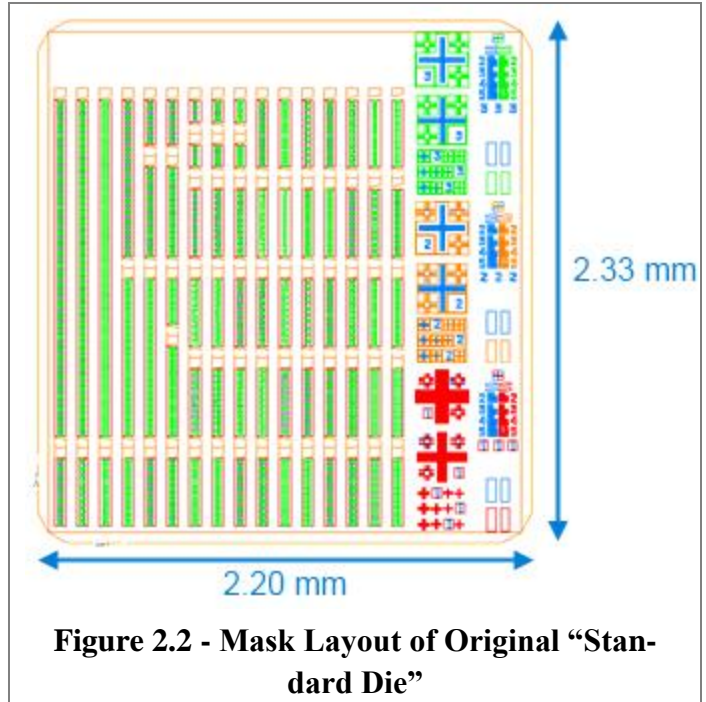 2.33 mm
2.20 mm
Figure 2.2 - Mask Layout of Original “Stan-
dard Die”